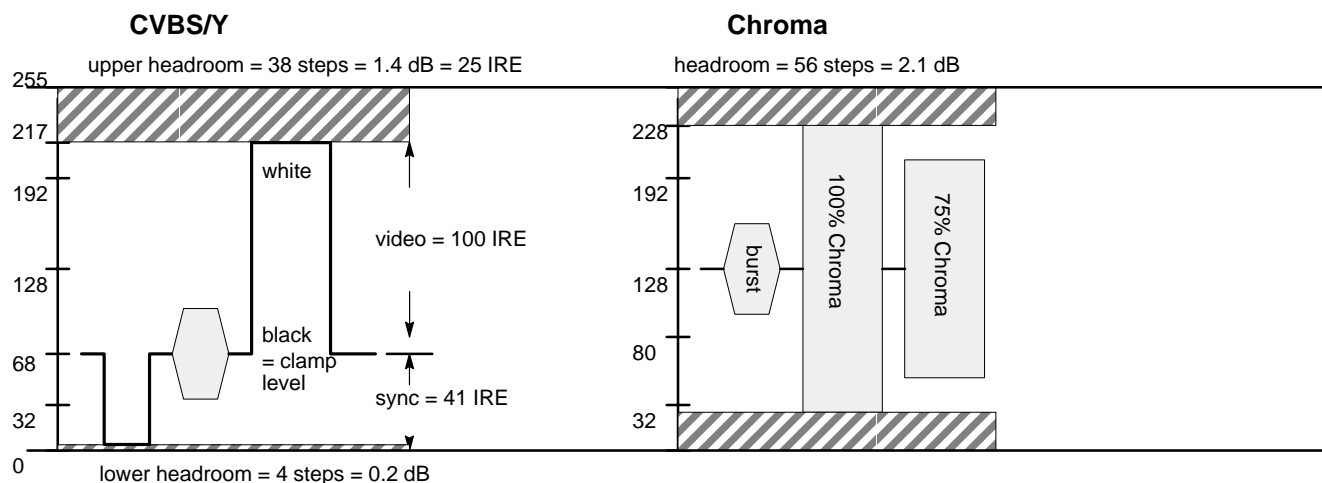 CVBS/Y
upper headroom = 38 steps = 1.4 dB = 25 IRE
255
217
192
128
68
32
0
white
video = 100 IRE
black
= clamp
level
sync = 41 IRE
lower headroom = 4 steps = 0.2 dB
Chroma
headroom = 56 steps = 2.1 dB
228
192
128
80
32
burst
100% Chroma
75% Chroma